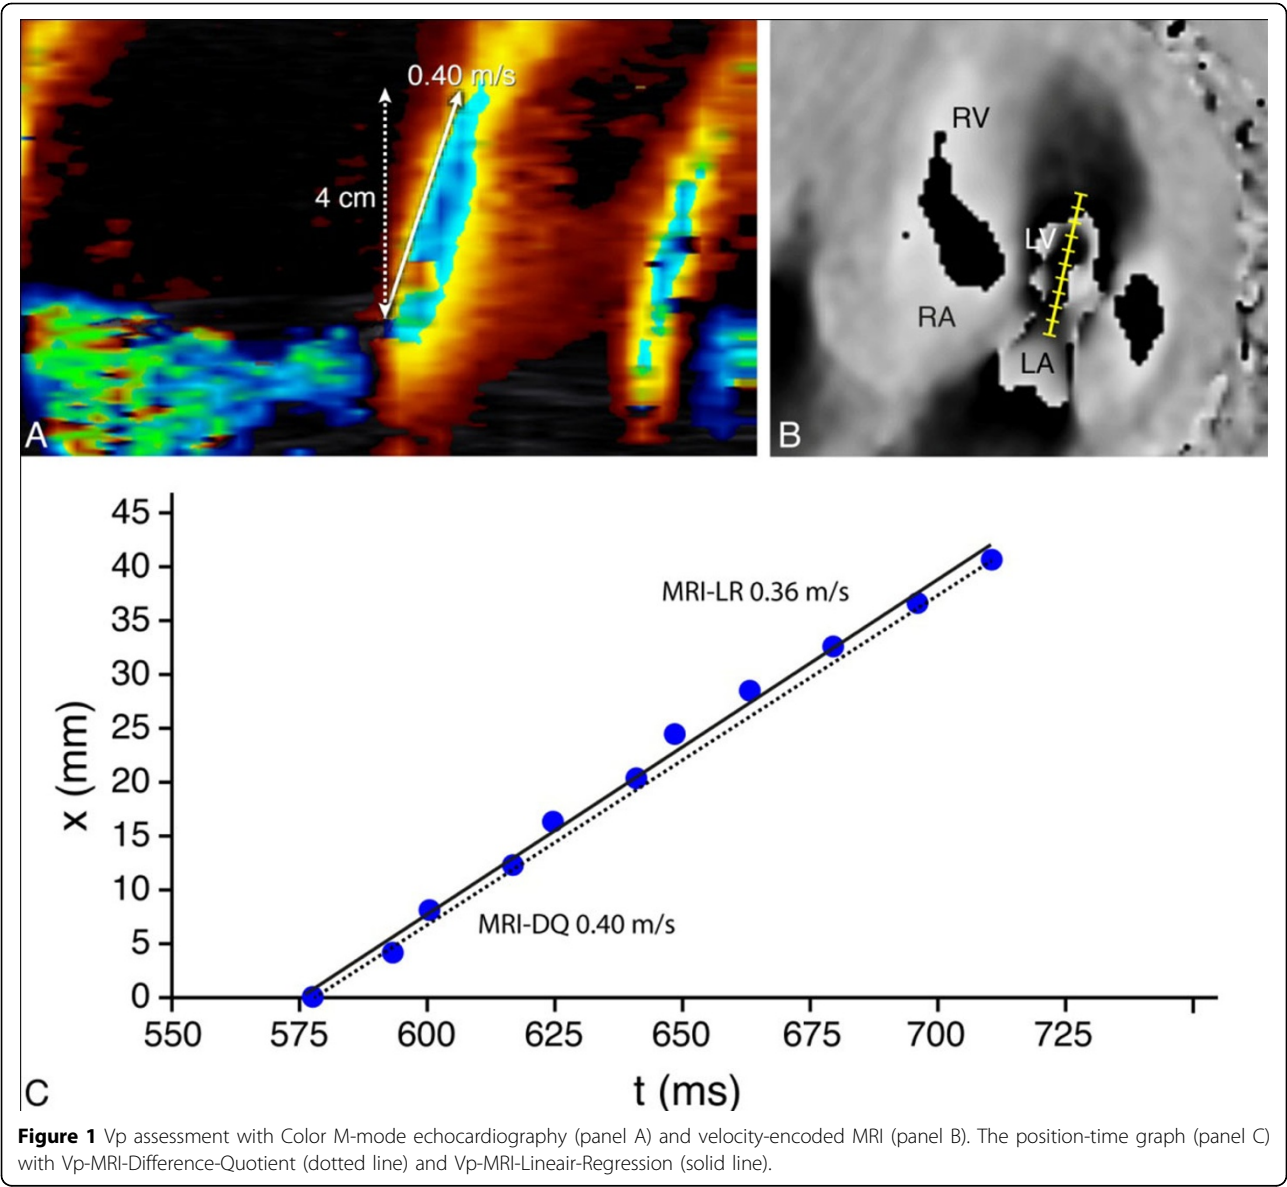 0.40 m/s
4 cm
A
RV
LV
RA
LA
B
45
40
35
30
25
20
15
10
5
0
x (mm)
MRI-LR 0.36 m/s
MRI-DQ 0.40 m/s
550 575 600 625 650 675 700 725
t (ms)
C
Figure 1 Vp assessment with Color M-mode echocardiography (panel A) and velocity-encoded MRI (panel B). The position-time graph (panel C)
with Vp-MRI-Difference-Quotient (dotted line) and Vp-MRI-Lineair-Regression (solid line).